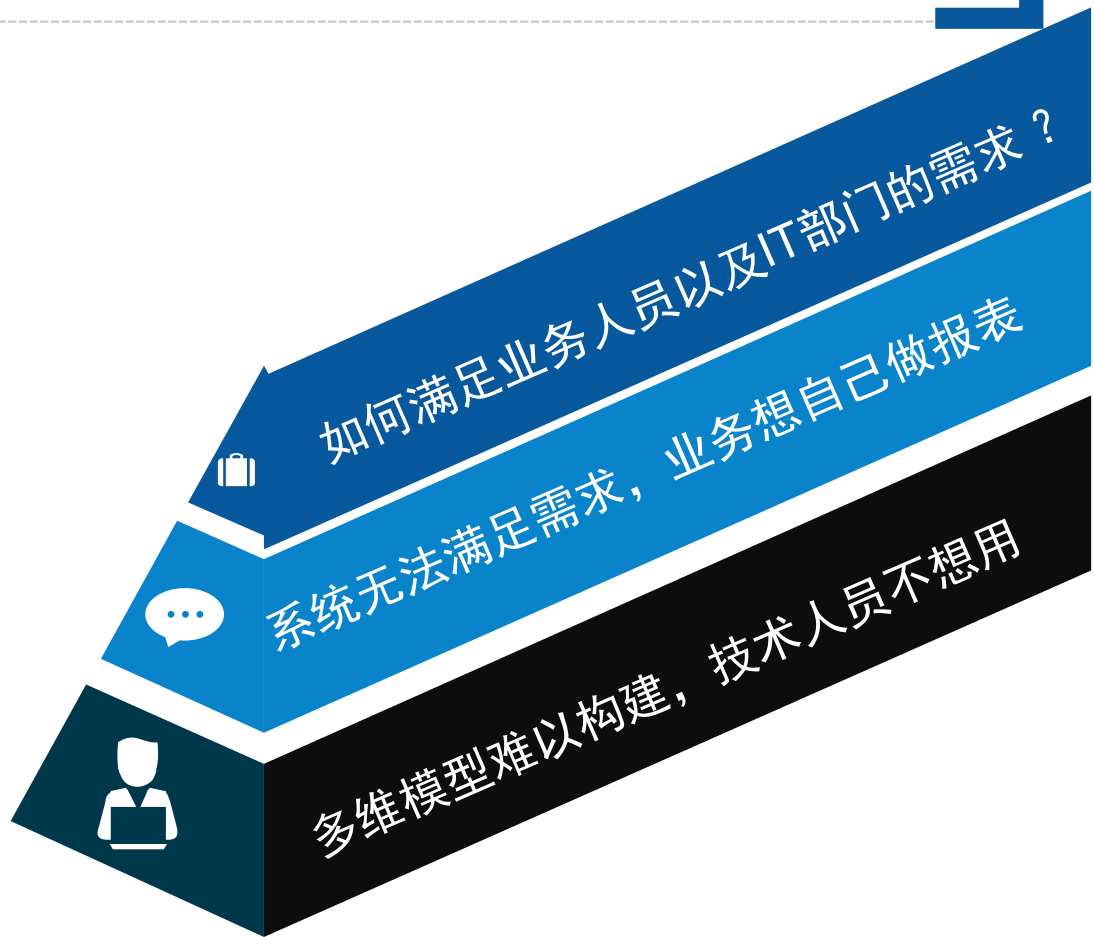 如何满足业务人员以及IT部门的需求？
系统无法满足需求，业务想自己做报表
多维模型难以构建，技术人员不想用